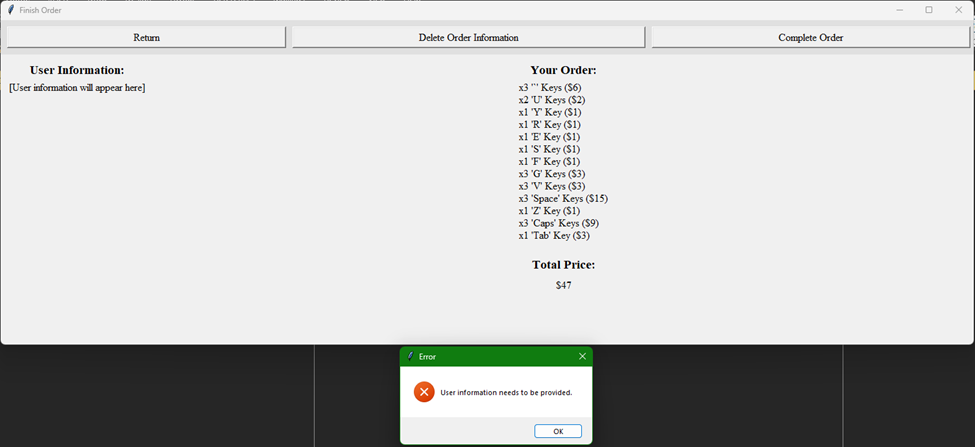 Finish Order
Return
Delete Order Information
Complete Order
User Information:
[User information will appear here]
Your Order:
x3 '`' Keys ($6)
x2 'U' Keys ($2)
x1 'Y' Key ($1)
x1 'R' Key ($1)
x1 'E' Key ($1)
x1 'S' Key ($1)
x1 'F' Key ($1)
x3 'G' Keys ($3)
x3 'V' Keys ($3)
x3 'Space' Keys ($15)
x1 'Z' Key ($1)
x3 'Caps' Keys ($9)
x1 'Tab' Key ($3)
Total Price:
$47
Error
User information needs to be provided.
OK